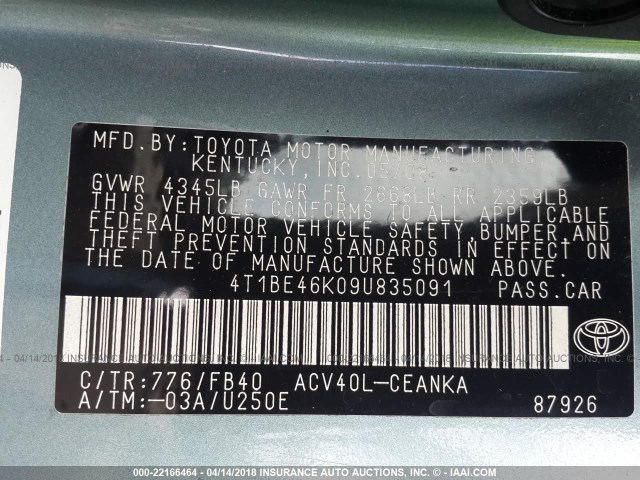 MFD. BY: TOYOTA MOTOR MANUFACTURING
KENTUCKY, INC.
GVWR 4345LB GAWR FR LB RR 2359LB
THIS VEHICLE CONFORMS TO ALL APPLICABLE
FEDERAL MOTOR VEHICLE SAFETY, BUMPER AND
THEFT PREVENTION STANDARDS IN EFFECT ON
THE DATE OF MANUFACTURE SHOWN ABOVE.
4T1BE46K09U835091 PASS.CAR
C/TR:776/FB40 ACV40L-CEANKA
A/TM:-03A/U250E
87926
TOYOTA
000-22166464 - 04/14/2018 INSURANCE AUTO AUCTIONS INC. - IAAI.COM